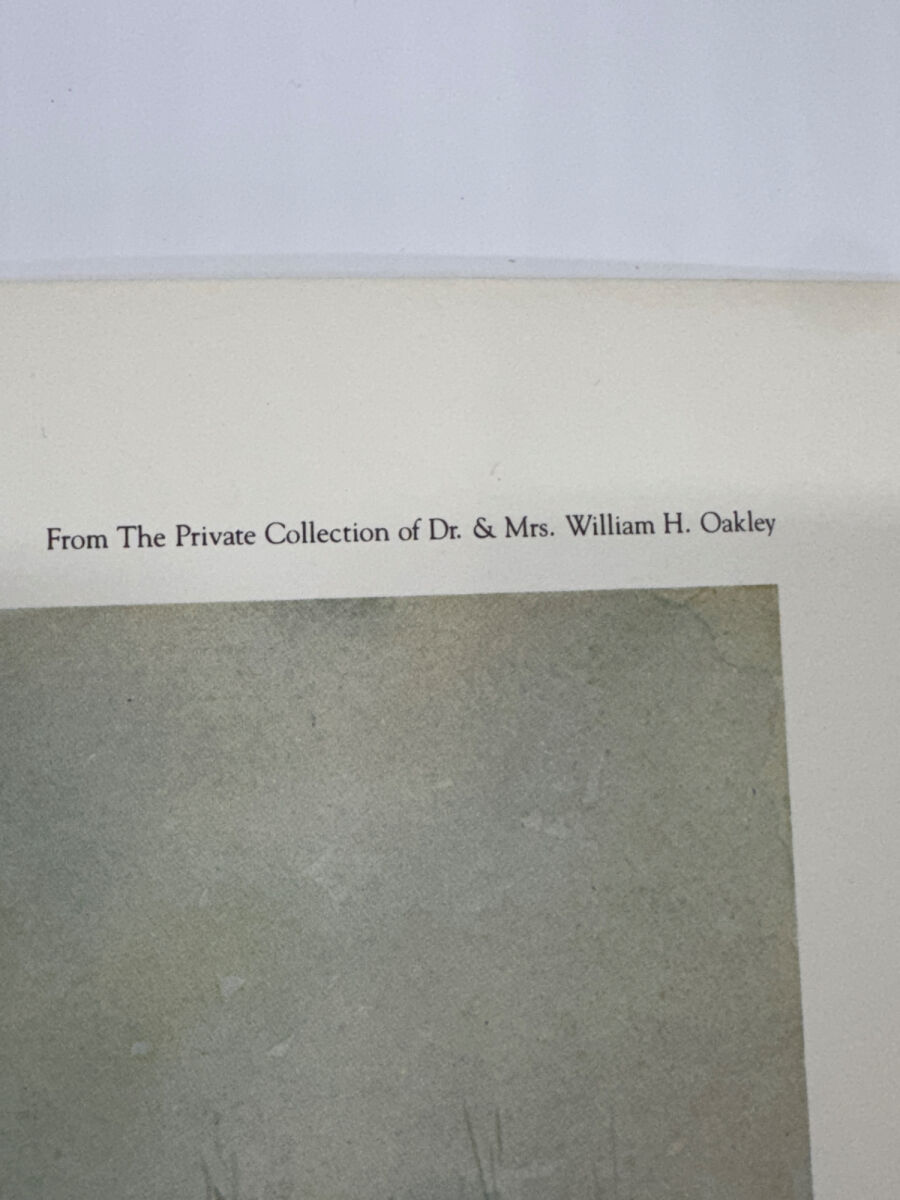 From The Private Collection of Dr. & Mrs. William H. Oakley